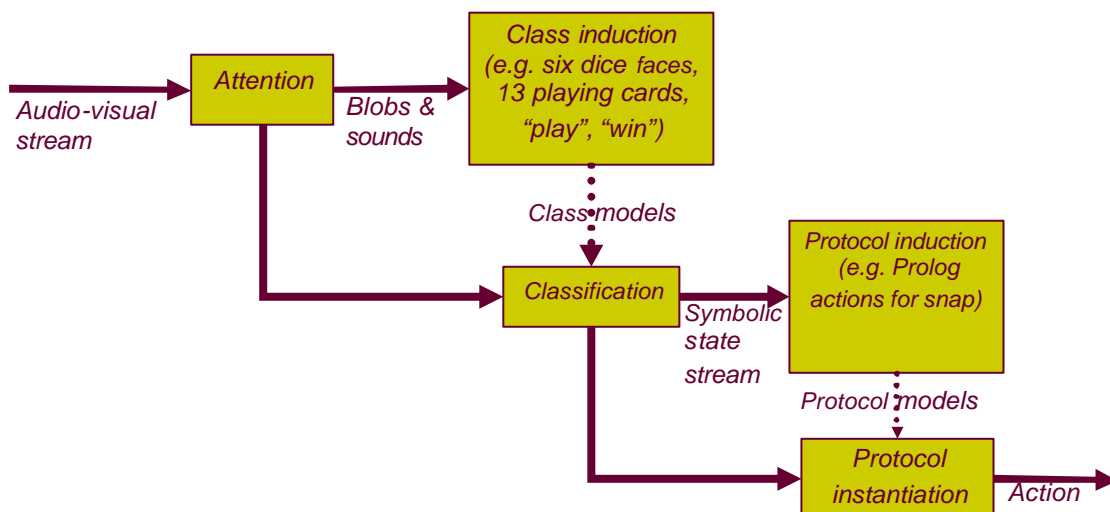 Attention
Audio-visual
stream
Blobs &
sounds
Class induction
(e.g. six dice faces,
13 playing cards,
“play”, “win”)
Class models
Classification
Symbolic
state
stream
Protocol induction
(e.g. Prolog
actions for snap)
Protocol models
Protocol
instantiation
Action